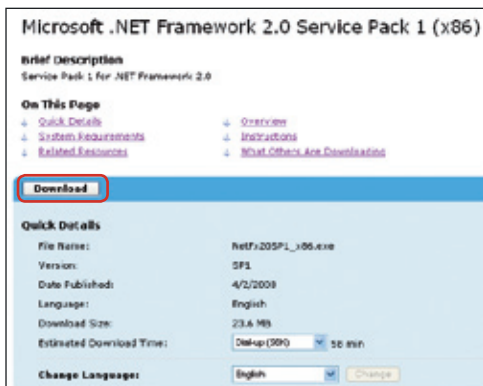 Microsoft .NET Framework 2.0 Service Pack 1 (x86)
Brief Description
Service Pack 1 for .NET Framework 2.0
On This Page
Quick Details
Overview
System Requirements
Instructions
Related Resources
What Others Are Downloading
Download
Quick Details
File Name: NetFx20SP1_x86.exe
Version: SP1
Date Published: 4/2/2008
Language: English
Download Size: 23.6 MB
Estimated Download Time: Dial-up (56K) 58 min
Change Language: English Change